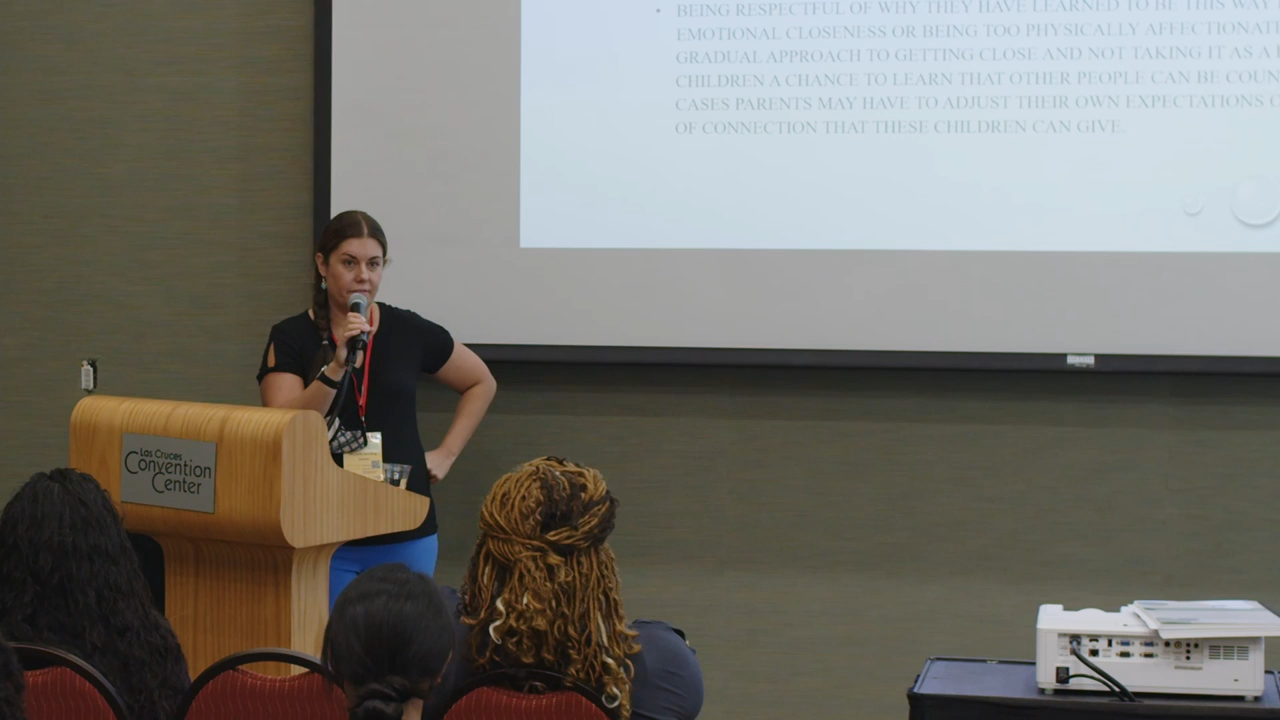 • BEING RESPECTFUL OF WHY THEY HAVE LEARNED TO BE THIS WAY
EMOTIONAL CLOSENESS OR BEING TOO PHYSICALLY AFFECTIONATE
GRADUAL APPROACH TO GETTING CLOSE AND NOT TAKING IT AS A
CHILDREN A CHANCE TO LEARN THAT OTHER PEOPLE CAN BE COUN
CASES PARENTS MAY HAVE TO ADJUST THEIR OWN EXPECTATIONS
OF CONNECTION THAT THESE CHILDREN CAN GIVE.
Las Cruces
Convention
Center